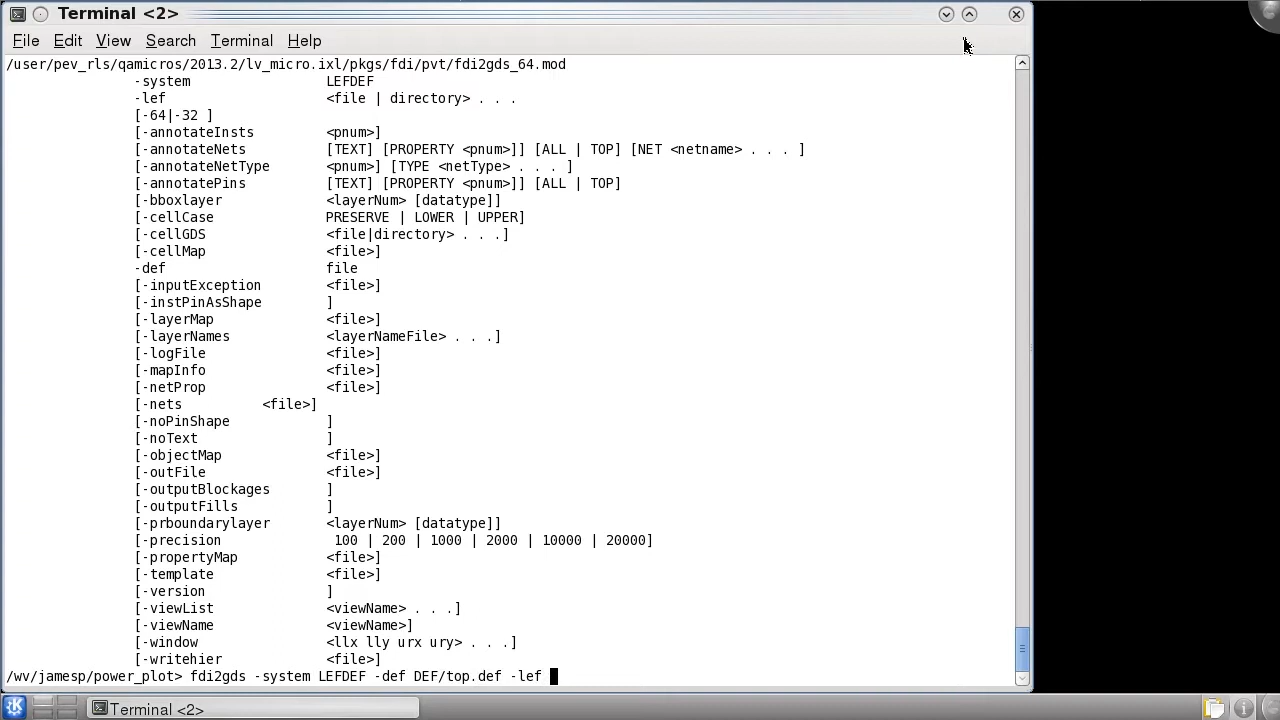 Terminal <2>
File Edit View Search Terminal Help
/user/pev_rls/qamicros/2013.2/lv_micro.ixl/pkgs/fdi/pvt/fdi2gds_64.mod
-system LEFDEF
-lef <file | directory> . . .
[-64|-32 ]
[-annotateInsts <pnum>]
[-annotateNets [TEXT] [PROPERTY <pnum>]] [ALL | TOP] [NET <netname> . . . ]
[-annotateNetType <pnum>] [TYPE <netType> . . . ]
[-annotatePins [TEXT] [PROPERTY <pnum>]] [ALL | TOP]
[-bboxlayer <layerNum> [datatype]]
[-cellCase PRESERVE | LOWER | UPPER]
[-cellGDS <file|directory> . . .]
[-cellMap <file>]
-def file
[-inputException <file>]
[-instPinAsShape ]
[-layerMap <file>]
[-layerNames <layerNameFile> . . .]
[-logFile <file>]
[-mapInfo <file>]
[-netProp <file>]
[-nets <file>]
[-noPinShape ]
[-noText ]
[-objectMap <file>]
[-outFile <file>]
[-outputBlockages ]
[-outputFills ]
[-prboundarylayer <layerNum> [datatype]]
[-precision 100 | 200 | 1000 | 2000 | 10000 | 20000]
[-propertyMap <file>]
[-template <file>]
[-version ]
[-viewList <viewName> . . .]
[-viewName <viewName>]
[-window <llx lly urx ury> . . .]
[-writehier <file>]
/wv/jamesp/power_plot> fdi2gds -system LEFDEF -def DEF/top.def -lef
Terminal <2>